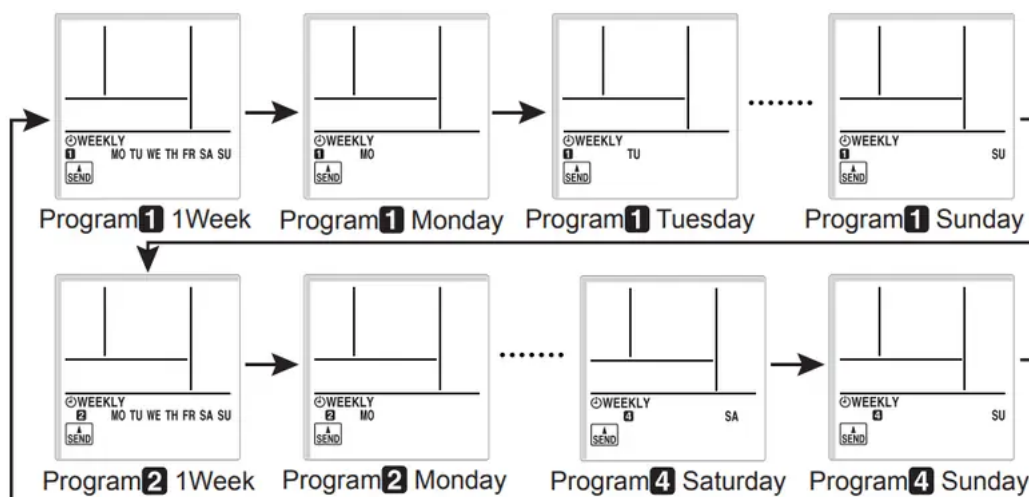 WEEKLY
1 MO TU WE TH FR SA SU
SEND
Program1 1Week
WEEKLY
1 MO
SEND
Program1 Monday
WEEKLY
1 TU
SEND
Program1 Tuesday
WEEKLY
1 SU
SEND
Program1 Sunday
WEEKLY
2 MO TU WE TH FR SA SU
SEND
Program2 1Week
WEEKLY
2 MO
SEND
Program2 Monday
WEEKLY
4 SA
SEND
Program4 Saturday
WEEKLY
4 SU
SEND
Program4 Sunday